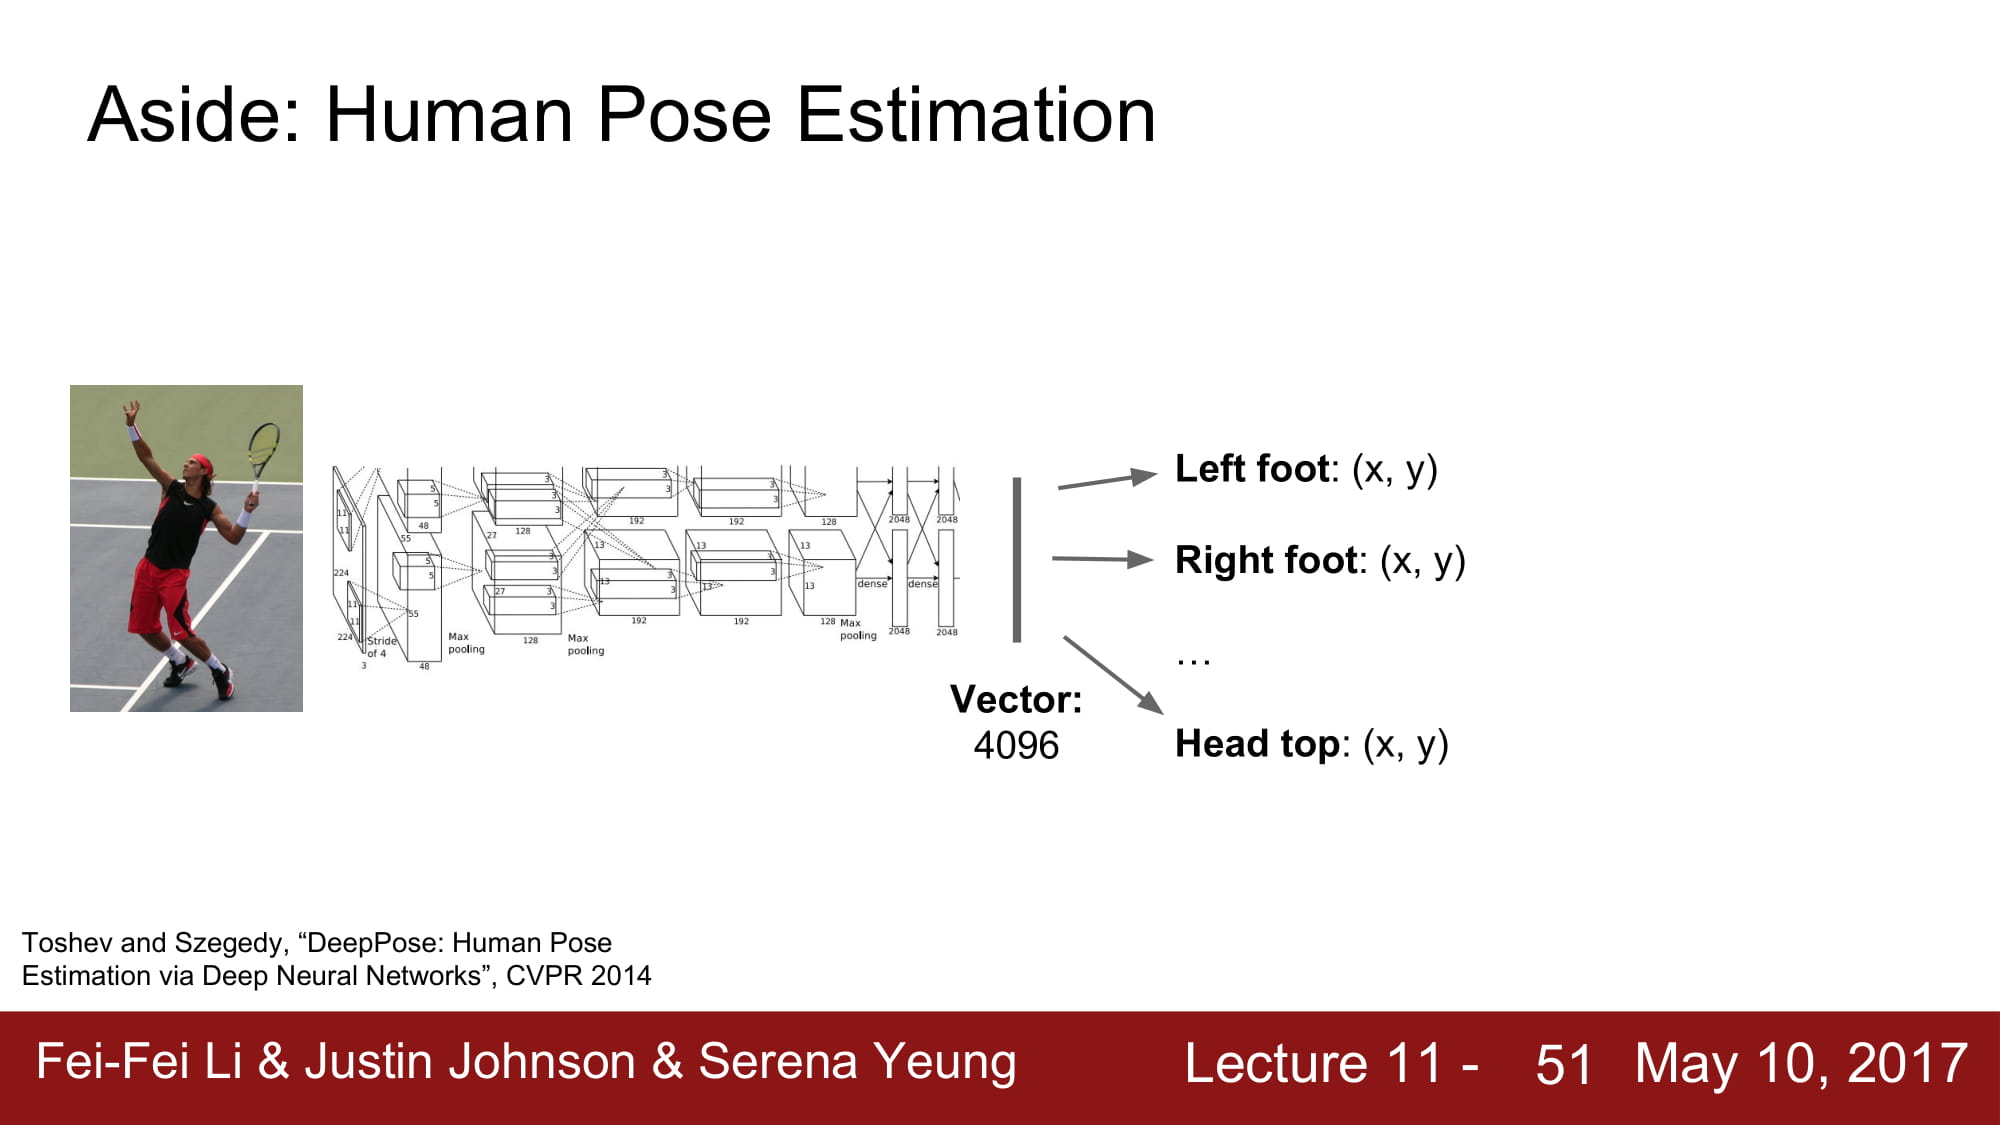 Aside: Human Pose Estimation
Left foot: (x, y)
Right foot: (x, y)
…
Head top: (x, y)
Vector:
4096
11
11
224
11
11
224
3
Stride
of 4
55
5
5
48
5
5
55
48
Max
pooling
27
128
3
3
3
27
3
3
3
3
128
Max
pooling
3
3
192
13
13
3
3
192
3
3
192
13
3
3
13
192
128
13
13
128
Max
pooling
dense
dense
2048
2048
2048
2048
Toshev and Szegedy, “DeepPose: Human Pose
Estimation via Deep Neural Networks”, CVPR 2014
Fei-Fei Li & Justin Johnson & Serena Yeung
Lecture 11 - 51 May 10, 2017